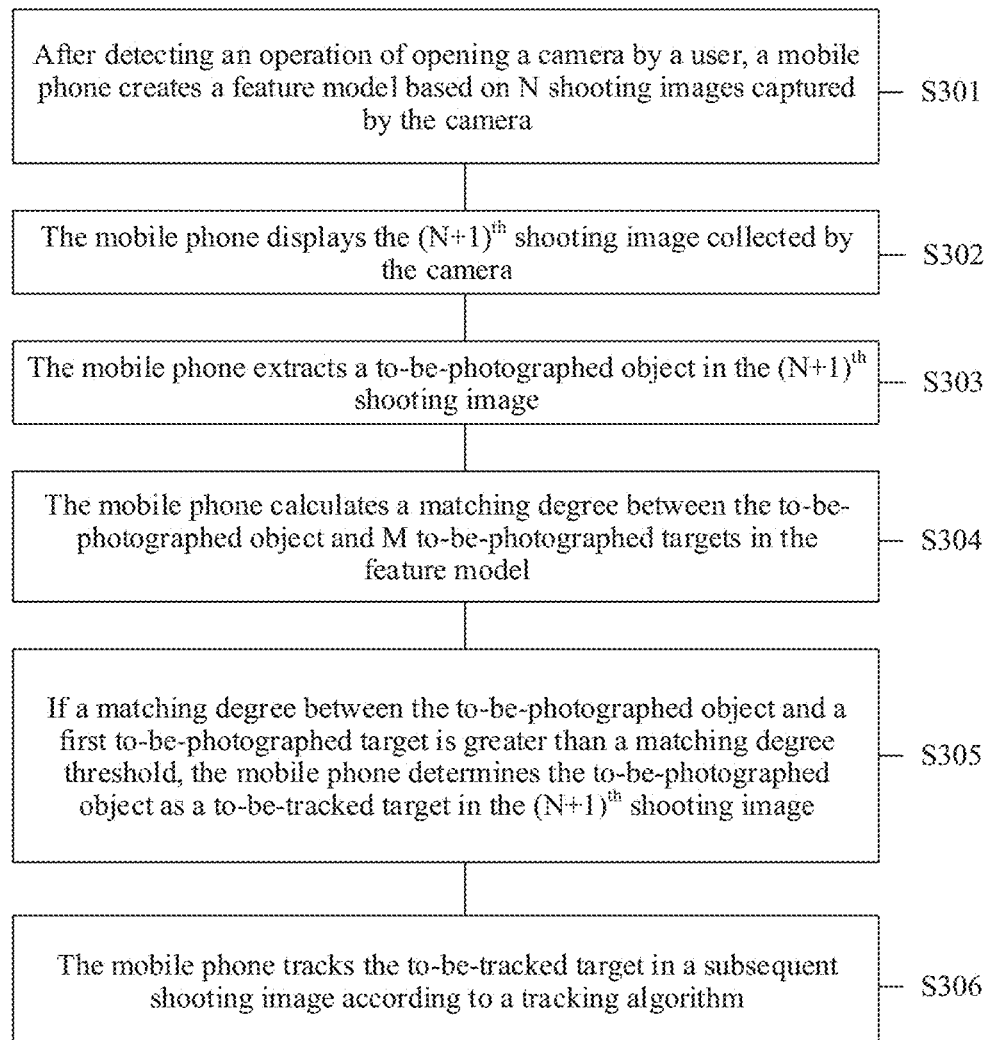 After detecting an operation of opening a camera by a user, a mobile
phone creates a feature model based on N shooting images captured
by the camera
S301
The mobile phone displays the (N+1)th shooting image collected by
the camera
S302
The mobile phone extracts a to-be-photographed object in the (N+1)th
shooting image
S303
The mobile phone calculates a matching degree between the to-be-
photographed object and M to-be-photographed targets in the
feature model
S304
If a matching degree between the to-be-photographed object and a
first to-be-photographed target is greater than a matching degree
threshold, the mobile phone determines the to-be-photographed
object as a to-be-tracked target in the (N+1)th shooting image
S305
The mobile phone tracks the to-be-tracked target in a subsequent
shooting image according to a tracking algorithm
S306